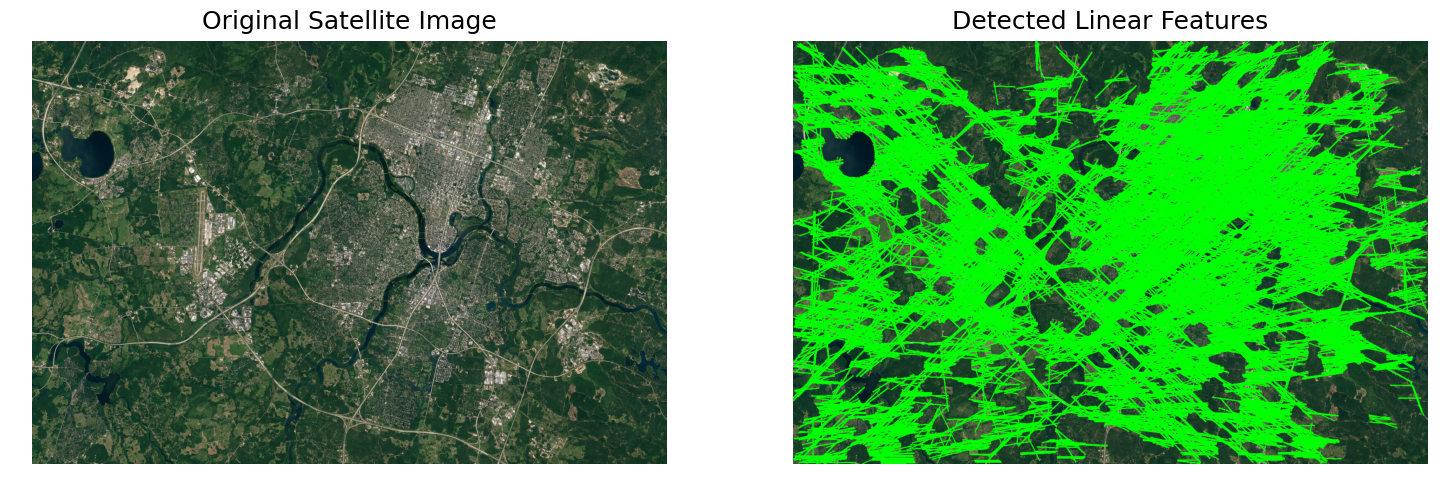 Original Satellite Image
Detected Linear Features